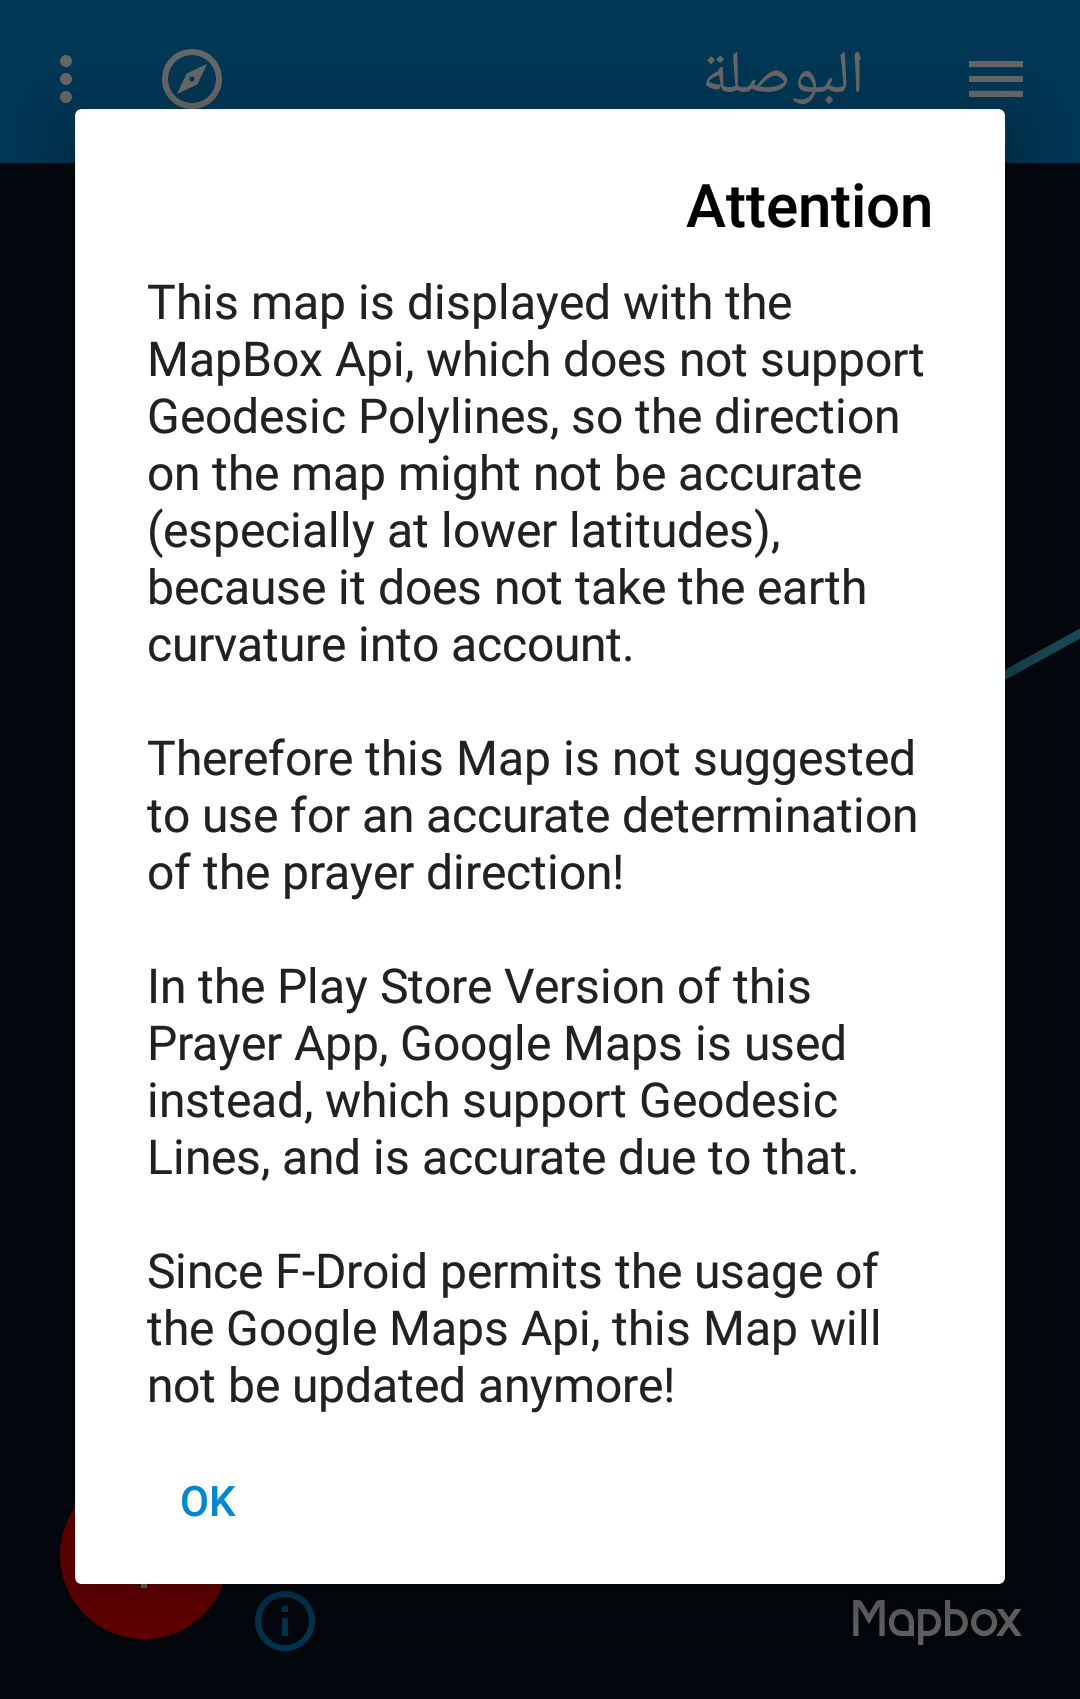 البوصلة
Attention
This map is displayed with the
MapBox Api, which does not support
Geodesic Polylines, so the direction
on the map might not be accurate
(especially at lower latitudes),
because it does not take the earth
curvature into account.
Therefore this Map is not suggested
to use for an accurate determination
of the prayer direction!
In the Play Store Version of this
Prayer App, Google Maps is used
instead, which support Geodesic
Lines, and is accurate due to that.
Since F-Droid permits the usage of
the Google Maps Api, this Map will
not be updated anymore!
OK
Mapbox